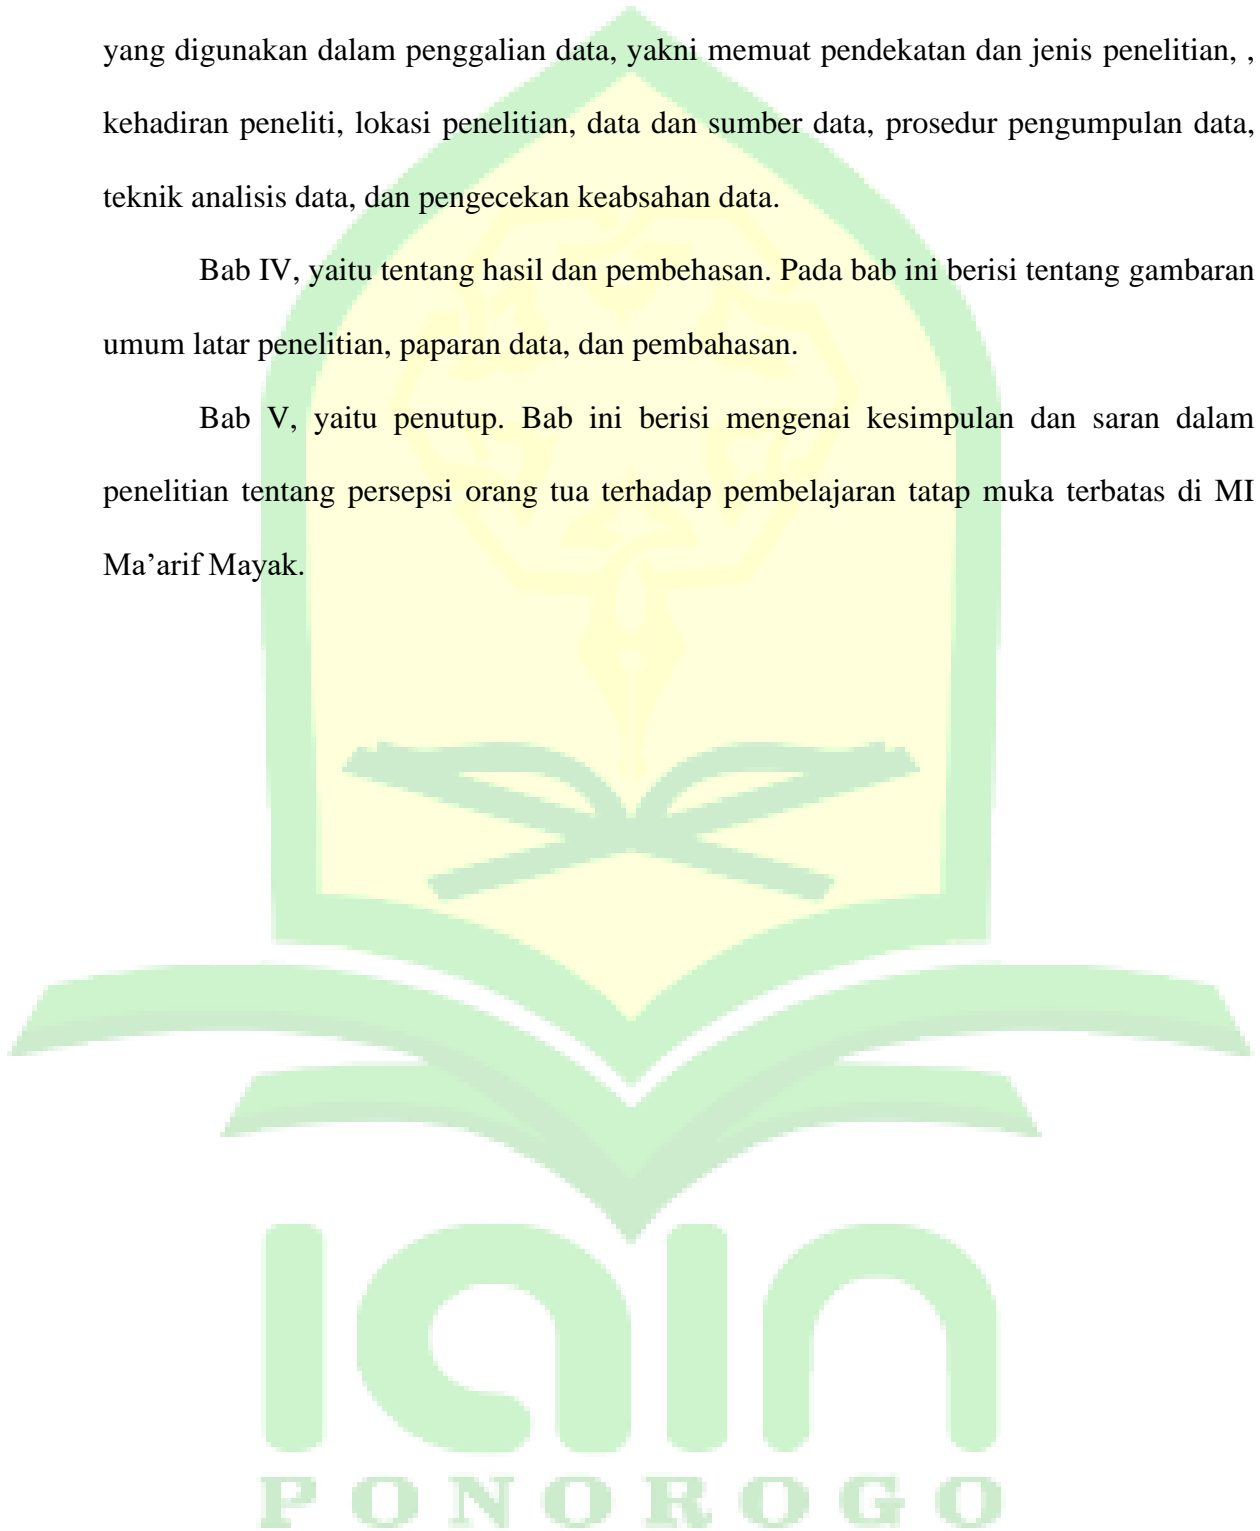 yang digunakan dalam penggalian data, yakni memuat pendekatan dan jenis penelitian, ,
kehadiran peneliti, lokasi penelitian, data dan sumber data, prosedur pengumpulan data,
teknik analisis data, dan pengecekan keabsahan data.
Bab IV, yaitu tentang hasil dan pembehasan. Pada bab ini berisi tentang gambaran
umum latar penelitian, paparan data, dan pembahasan.
Bab V, yaitu penutup. Bab ini berisi mengenai kesimpulan dan saran dalam
penelitian tentang persepsi orang tua terhadap pembelajaran tatap muka terbatas di MI
Ma’arif Mayak.
iain
PONOROGO